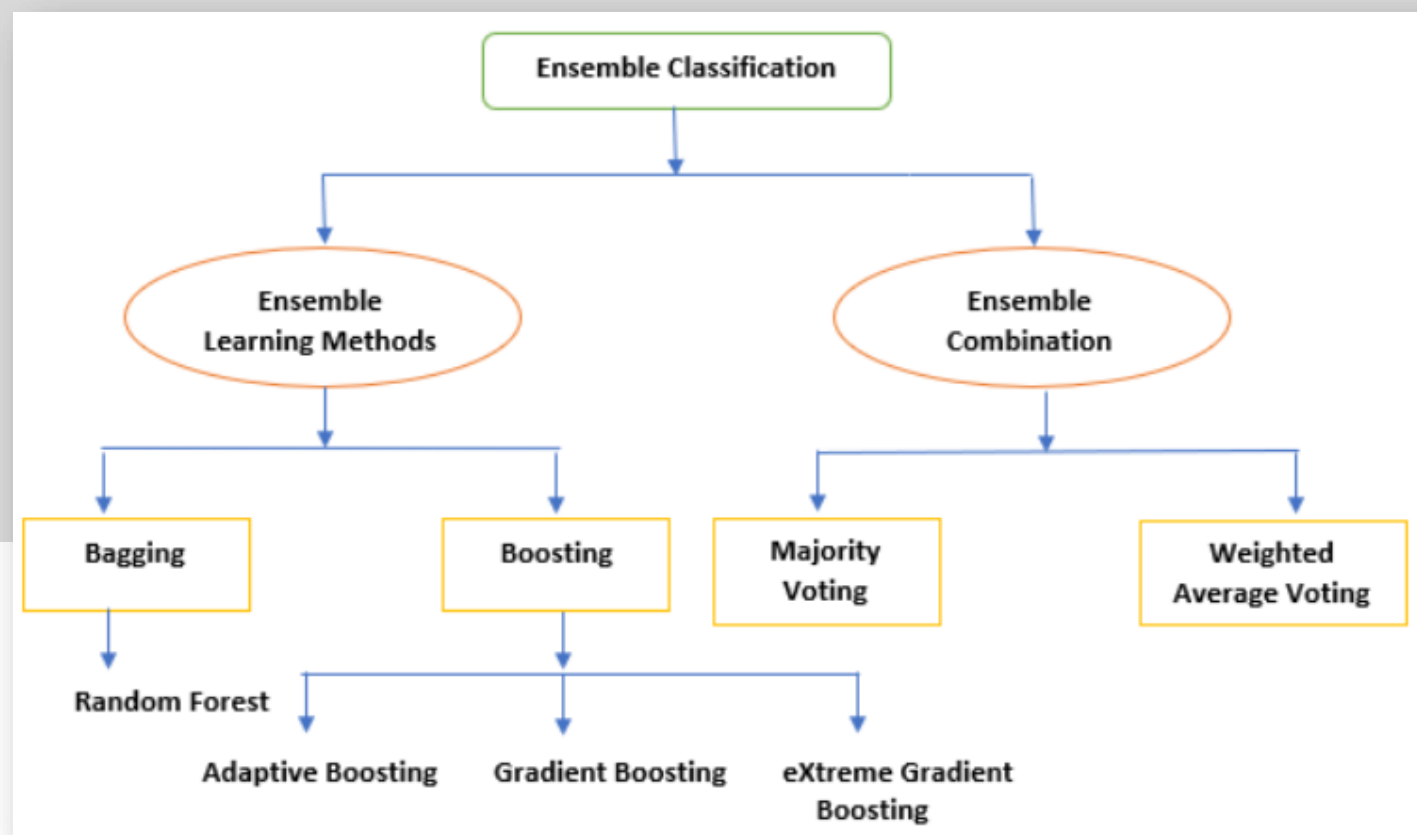 Ensemble Classification
Ensemble
Learning Methods
Ensemble
Combination
Bagging
Boosting
Majority
Voting
Weighted
Average Voting
Random Forest
Adaptive Boosting
Gradient Boosting
eXtreme Gradient
Boosting